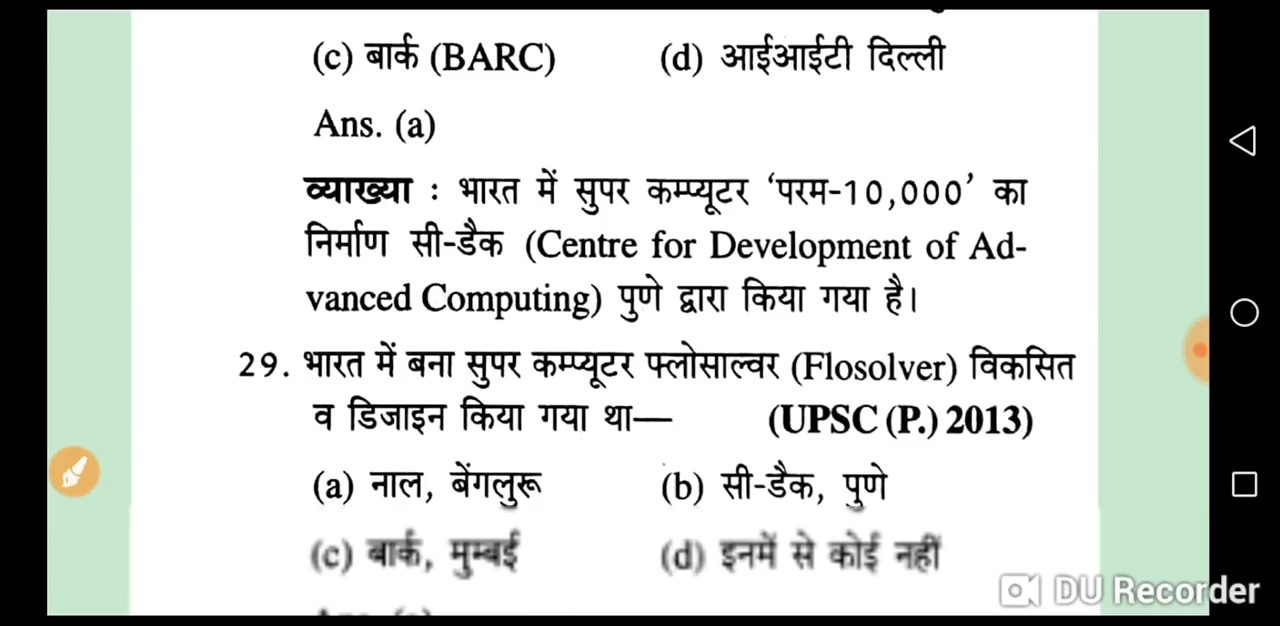 (c) बार्क (BARC) (d) आईआईटी दिल्ली
Ans. (a)
व्याख्या : भारत में सुपर कम्प्यूटर ‘परम-10,000’ का
निर्माण सी-डैक (Centre for Development of Ad-
vanced Computing) पुणे द्वारा किया गया है।
29. भारत में बना सुपर कम्प्यूटर फ्लोसाल्वर (Flosolver) विकसित
व डिजाइन किया गया था— (UPSC (P.) 2013)
(a) नाल, बेंगलुरू (b) सी-डैक, पुणे
(c) बार्क, मुम्बई (d) इनमें से कोई नहीं
DU Recorder